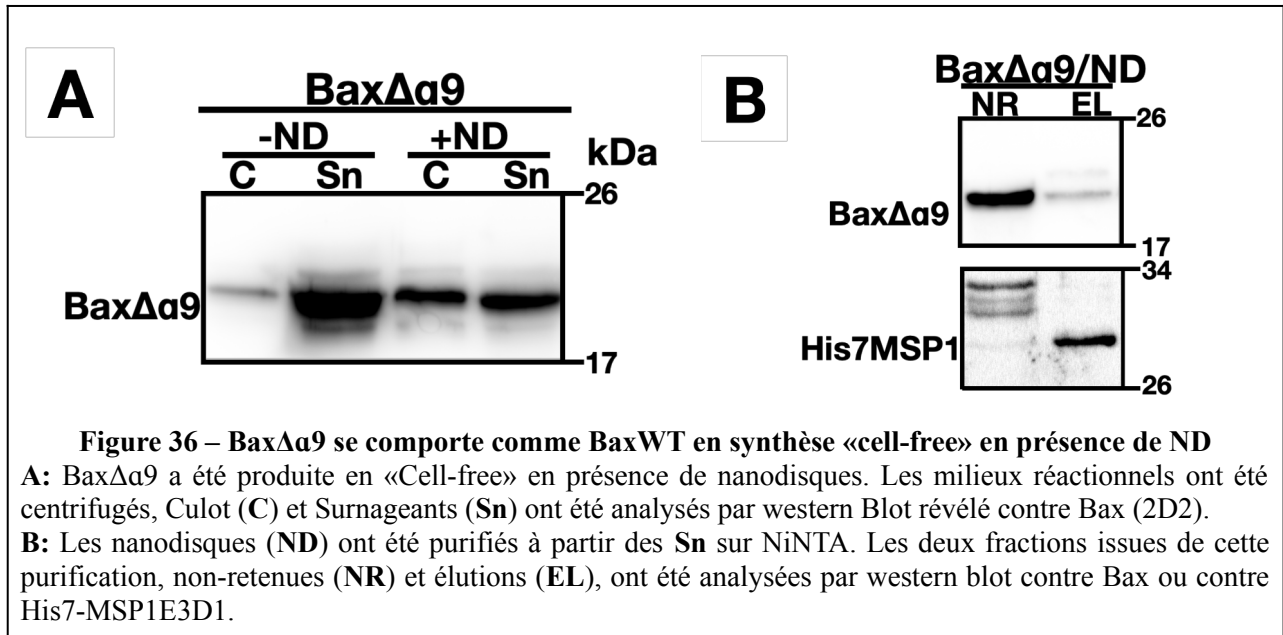 A
BaxΔα9
-ND +ND
C Sn C Sn kDa
26
BaxΔα9
17
B
BaxΔα9/ND
NR EL
26
BaxΔα9
17
34
His7MSP1
26
Figure 36 – BaxΔα9 se comporte comme BaxWT en synthèse «cell-free» en présence de ND
A: BaxΔα9 a été produite en «Cell-free» en présence de nanodisques. Les milieux réactionnels ont été
centrifugés, Culot (C) et Surnageants (Sn) ont été analysés par western Blot révélé contre Bax (2D2).
B: Les nanodisques (ND) ont été purifiés à partir des Sn sur NiNTA. Les deux fractions issues de cette
purification, non-retenues (NR) et élutions (EL), ont été analysées par western blot contre Bax ou contre
His7-MSP1E3D1.